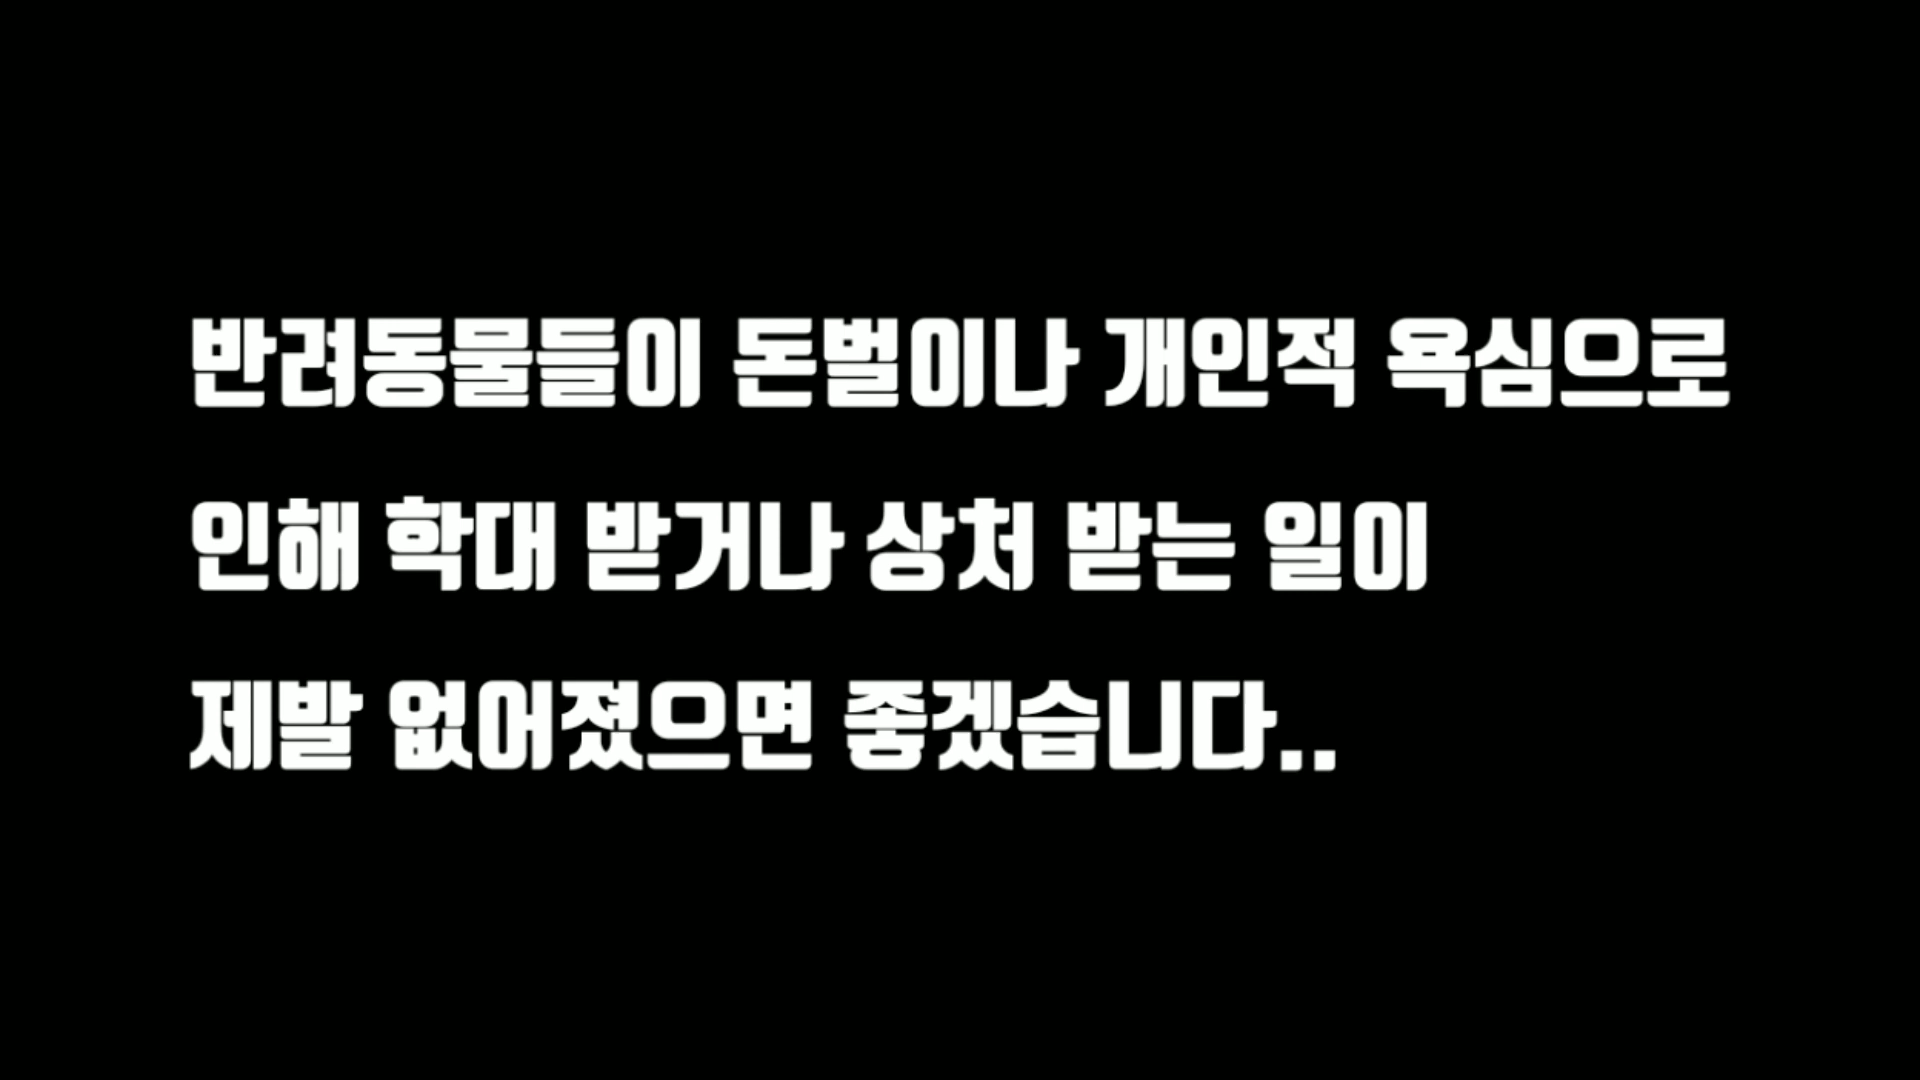 반려동물들이 돈벌이나 개인적 욕심으로
인해 학대 받거나 상처 받는 일이
제발 없어졌으면 좋겠습니다..